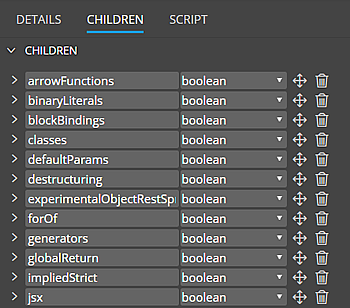 DETAILS CHILDREN SCRIPT
CHILDREN
arrowFunctions boolean
binaryLiterals boolean
blockBindings boolean
classes boolean
defaultParams boolean
destructuring boolean
experimentalObjectRestSpr boolean
forOf boolean
generators boolean
globalReturn boolean
impliedStrict boolean
jsx boolean